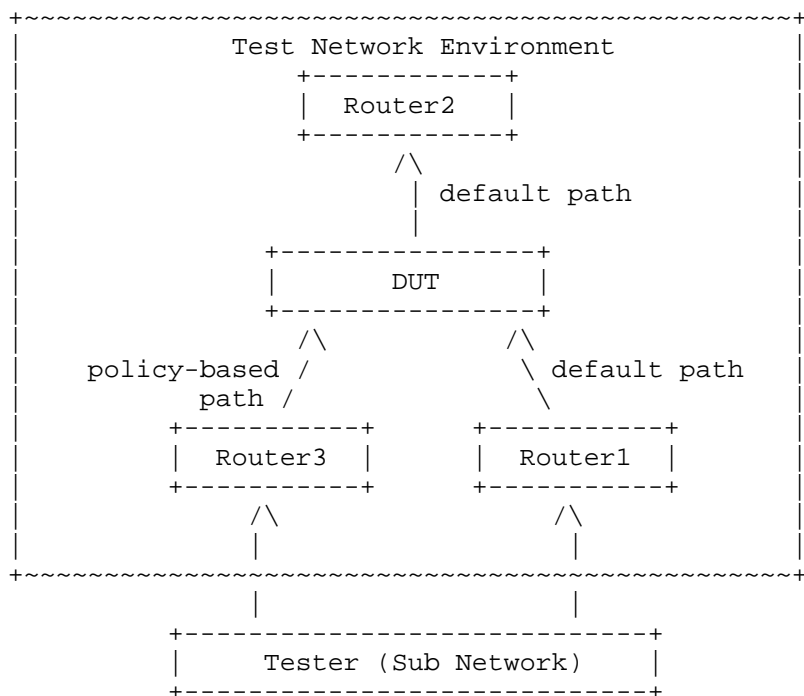 Test Network Environment
Router2
default path
DUT
policy-based default path
path
Router3 Router1
Tester (Sub Network)